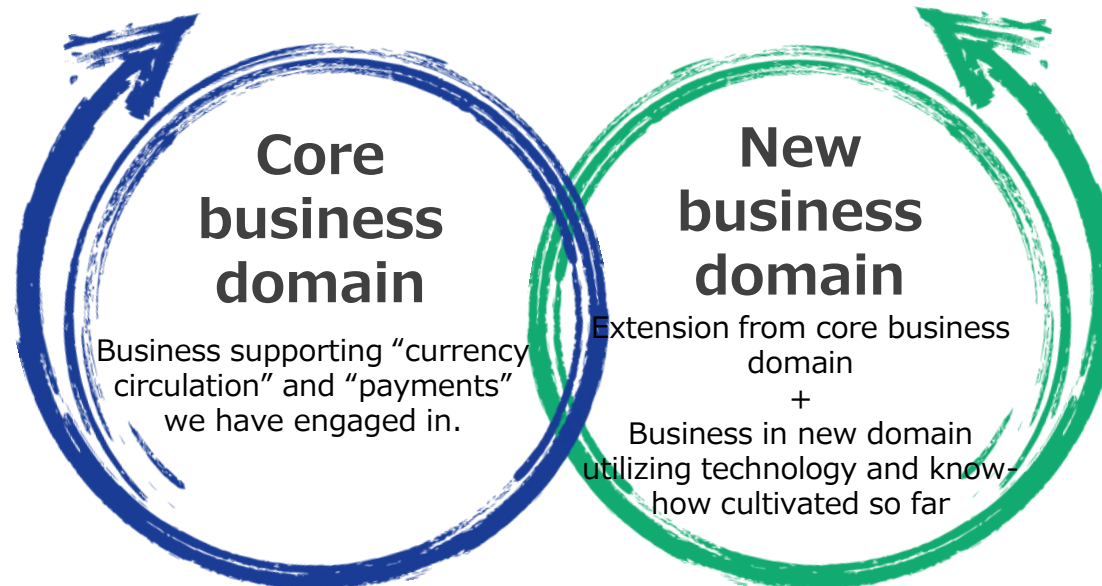 Core
business
domain
Business supporting “currency
circulation” and “payments”
we have engaged in.
New
business
domain
Extension from core business
domain
+
Business in new domain
utilizing technology and know-
how cultivated so far